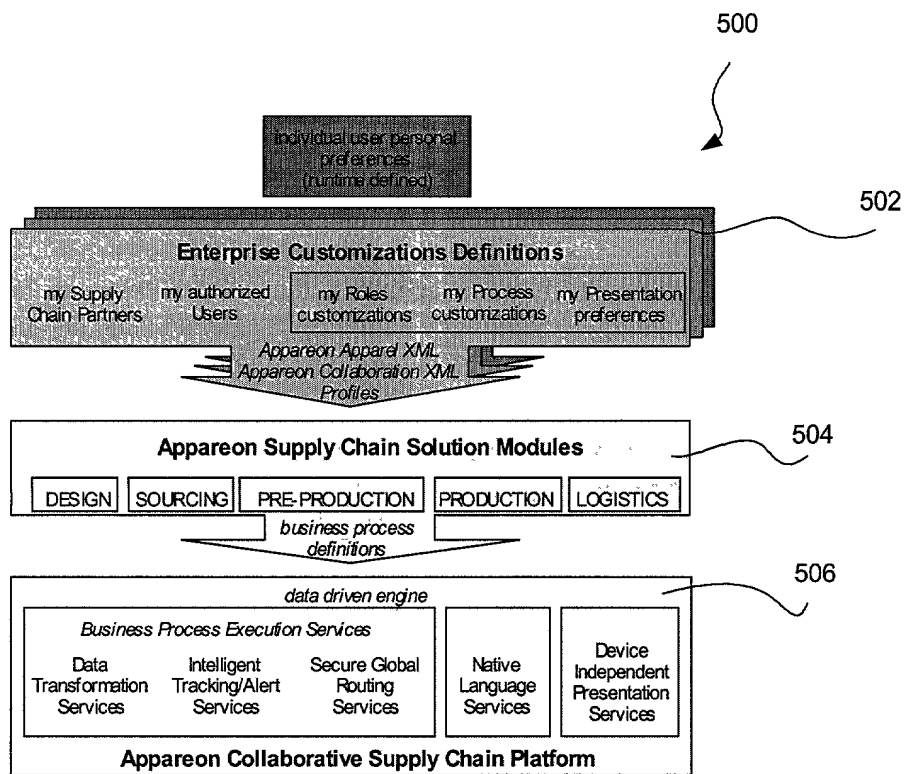 500
individual user personal
preferences
(runtime defined)
502
Enterprise Customizations Definitions
my Supply
Chain Partners
my authorized
Users
my Roles
customizations
my Process
customizations
my Presentation
preferences
Appareon Apparel XML
Appareon Collaboration XML
Profiles
504
Appareon Supply Chain Solution Modules
DESIGN
SOURCING
PRE-PRODUCTION
PRODUCTION
LOGISTICS
business process
definitions
506
data driven engine
Business Process Execution Services
Data
Transformation
Services
Intelligent
Tracking/Alert
Services
Secure Global
Routing
Services
Native
Language
Services
Device
Independent
Presentation
Services
Appareon Collaborative Supply Chain Platform